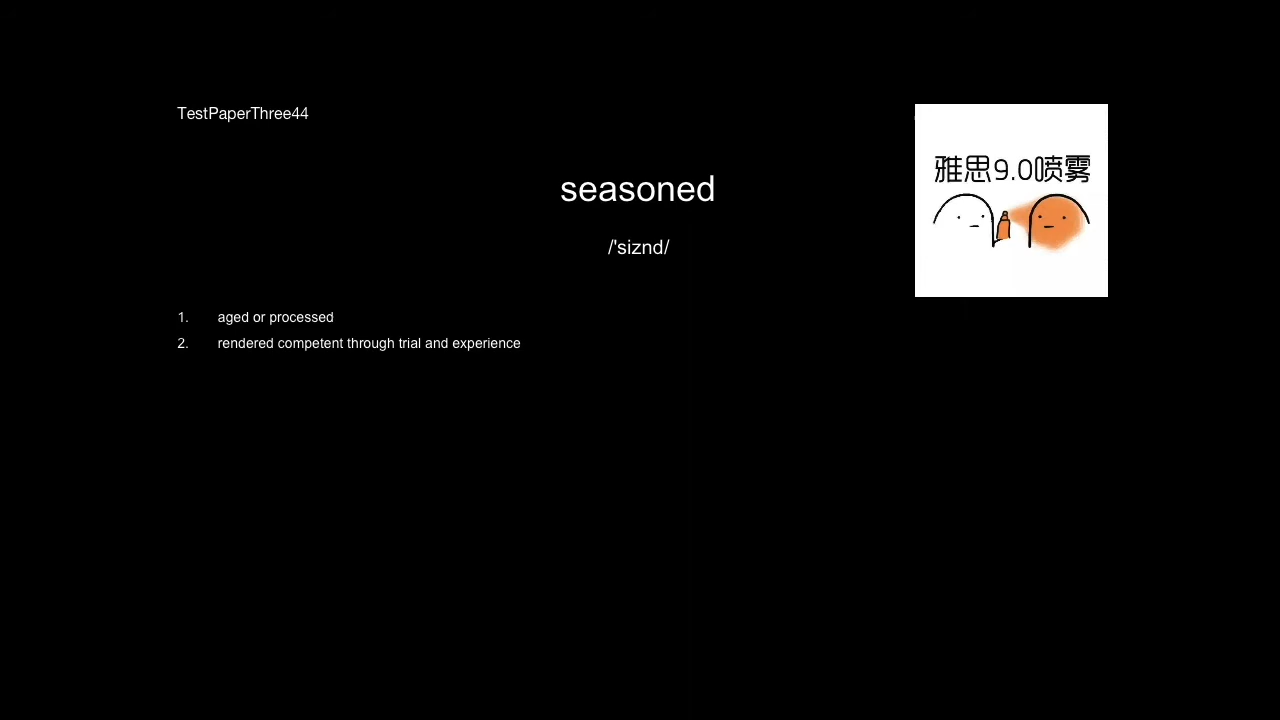 TestPaperThree44
雅思9.0喷雾
seasoned
/'siznd/
1. aged or processed
2. rendered competent through trial and experience